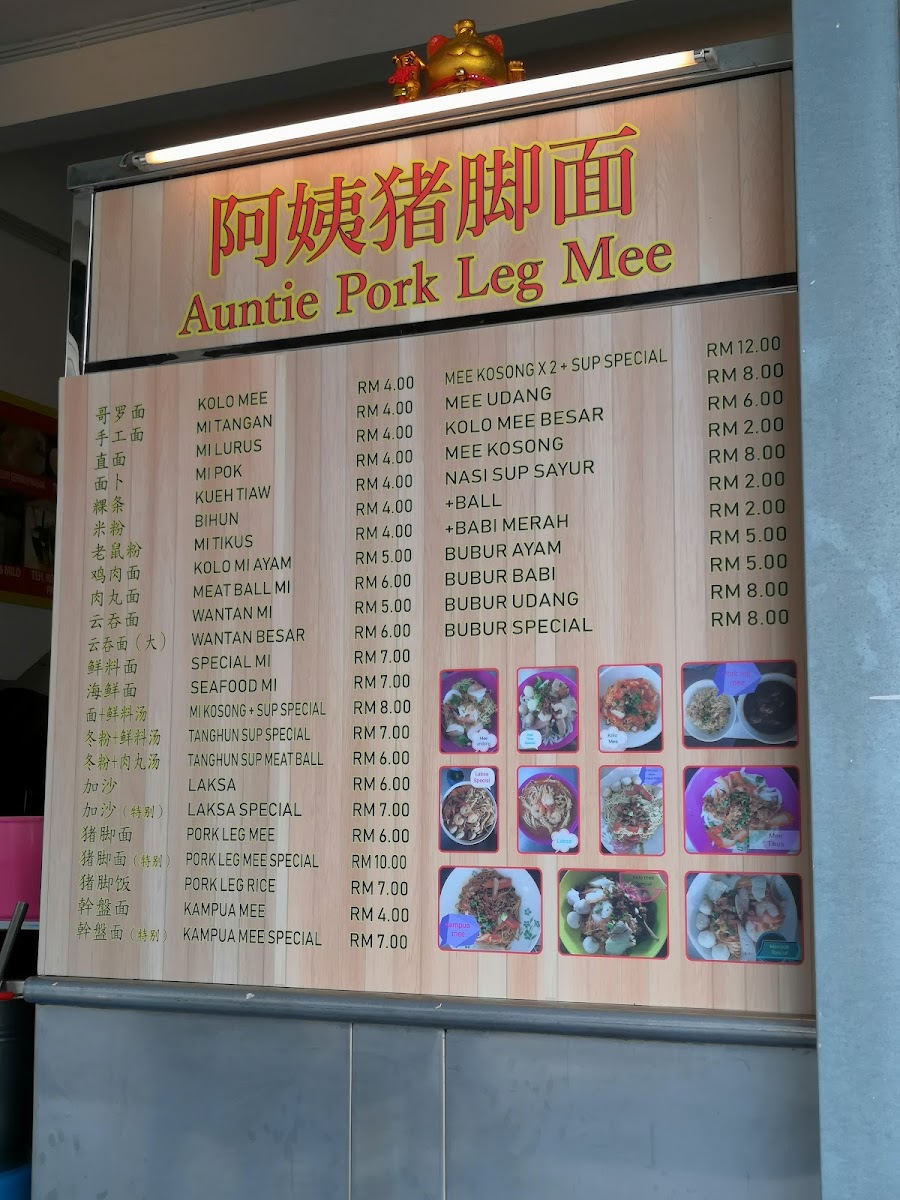 阿姨猪脚面
Auntie Pork Leg Mee
哥罗面 KOLO MEE RM 4.00
手工面 MI TANGAN RM 4.00
直面 MI LURUS RM 4.00
面卜 MI POK RM 4.00
粿条 KUEH TIAW RM 4.00
米粉 BIHUN RM 4.00
老鼠粉 MI TIKUS RM 4.00
鸡肉面 KOLO MI AYAM RM 5.00
肉丸面 MEAT BALL MI RM 6.00
云吞面 WANTAN MI RM 5.00
云吞面（大） WANTAN BESAR RM 6.00
鲜料面 SPECIAL MI RM 7.00
海鲜面 SEAFOOD MI RM 7.00
面+鲜料汤 MI KOSONG + SUP SPECIAL RM 8.00
冬粉+鲜料汤 TANGHUN SUP SPECIAL RM 7.00
冬粉+肉丸汤 TANGHUN SUP MEAT BALL RM 6.00
加沙 LAKSA RM 6.00
加沙（特别） LAKSA SPECIAL RM 7.00
猪脚面 PORK LEG MEE RM 6.00
猪脚面（特别） PORK LEG MEE SPECIAL RM 10.00
猪脚饭 PORK LEG RICE RM 7.00
幹盤面 KAMPUA MEE RM 4.00
幹盤面（特别） KAMPUA MEE SPECIAL RM 7.00
MEE KOSONG X 2 + SUP SPECIAL RM 12.00
MEE UDANG RM 8.00
KOLO MEE BESAR RM 6.00
MEE KOSONG RM 2.00
NASI SUP SAYUR RM 8.00
+BALL RM 2.00
+BABI MERAH RM 2.00
BUBUR AYAM RM 5.00
BUBUR BABI RM 5.00
BUBUR UDANG RM 8.00
BUBUR SPECIAL RM 8.00
Mee
udang
Kolo
Mee
Pork leg
mee
Laksa
Special
Laksa
Mee
Tikus
Kampua
mee